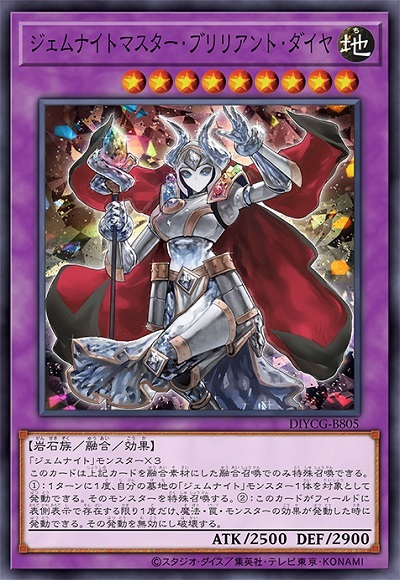 ジェムナイトマスター・ブリリアント・ダイヤ
地
DIYCG-B805
【岩石族/融合/効果】
「ジェムナイト」モンスター×3
このカードは上記カードを融合素材にした融合召喚でのみ特殊召喚できる。
①:1ターンに1度、自分の墓地の「ジェムナイト」モンスター1体を対象として
発動できる。そのモンスターを特殊召喚する。②:このカードがフィールドに
表側表示で存在する限り1度だけ、魔法・罠・モンスターの効果が発動した時に
発動できる。その発動を無効にし破壊する。
ATK/2500 DEF/2900
©スタジオ・ダイス/集英社・テレビ東京・KONAMI